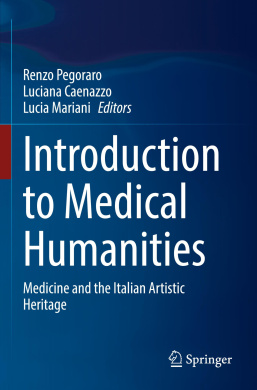 Renzo Pegoraro
Luciana Caenazzo
Lucia Mariani Editors
Introduction
to Medical
Humanities
Medicine and the Italian Artistic
Heritage
Springer